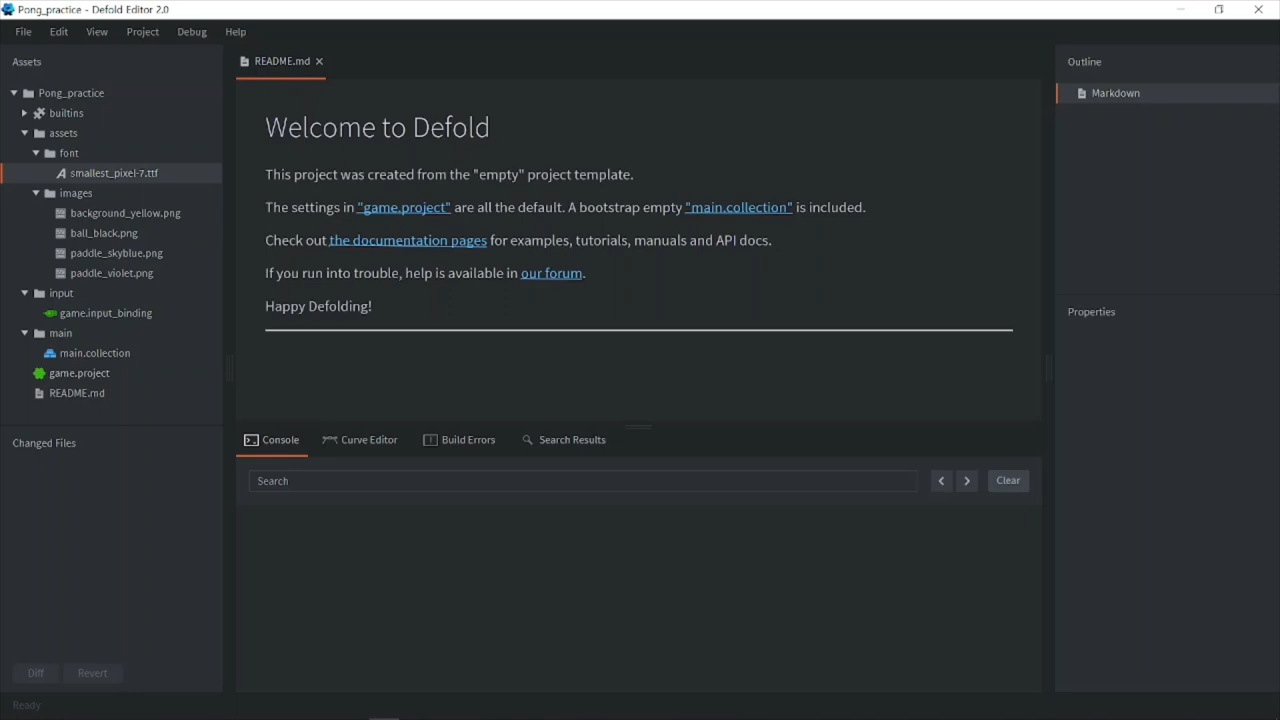 Pong_practice - Defold Editor 2.0
File Edit View Project Debug Help
Assets
Pong_practice
builtins
assets
font
smallest_pixel-7.ttf
images
background_yellow.png
ball_black.png
paddle_skyblue.png
paddle_violet.png
input
game.input_binding
main
main.collection
game.project
README.md
Changed Files
Diff Revert
Ready
README.md
Welcome to Defold
This project was created from the "empty" project template.
The settings in "game.project" are all the default. A bootstrap empty "main.collection" is included.
Check out the documentation pages for examples, tutorials, manuals and API docs.
If you run into trouble, help is available in our forum.
Happy Defolding!
Console Curve Editor Build Errors Search Results
Search
Clear
Outline
Markdown
Properties